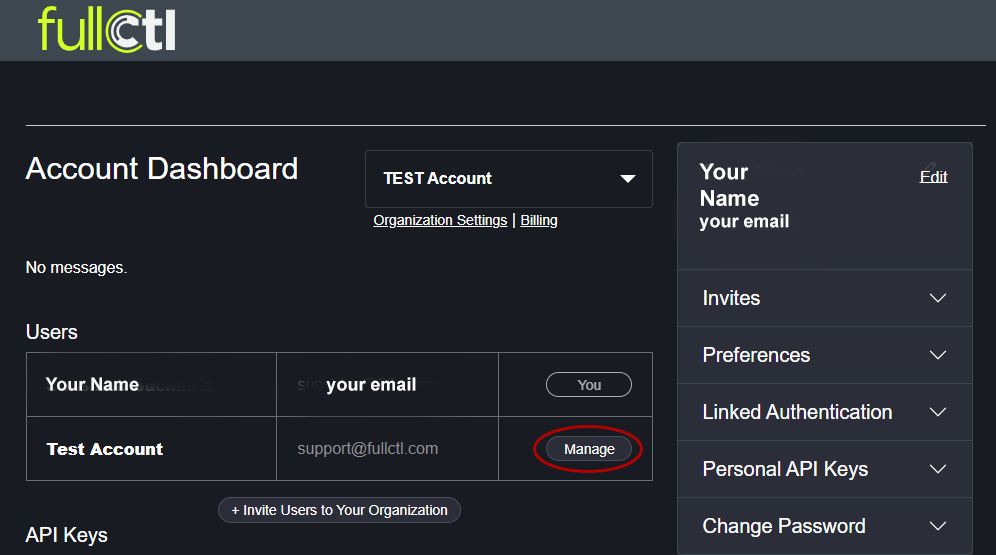 fullctl
Account Dashboard
TEST Account
Organization Settings | Billing
No messages.
Users
Your Name
your email
You
Test Account
support@fullctl.com
Manage
+ Invite Users to Your Organization
API Keys
Your
Name
your email
Edit
Invites
Preferences
Linked Authentication
Personal API Keys
Change Password